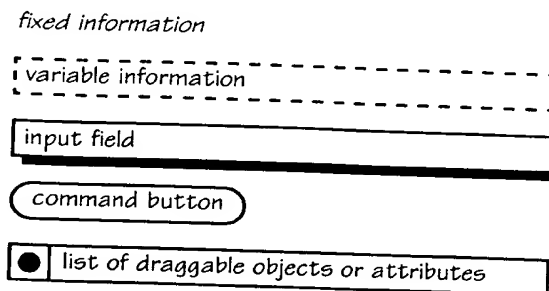 fixed information
variable information
input field
command button
list of draggable objects or attributes